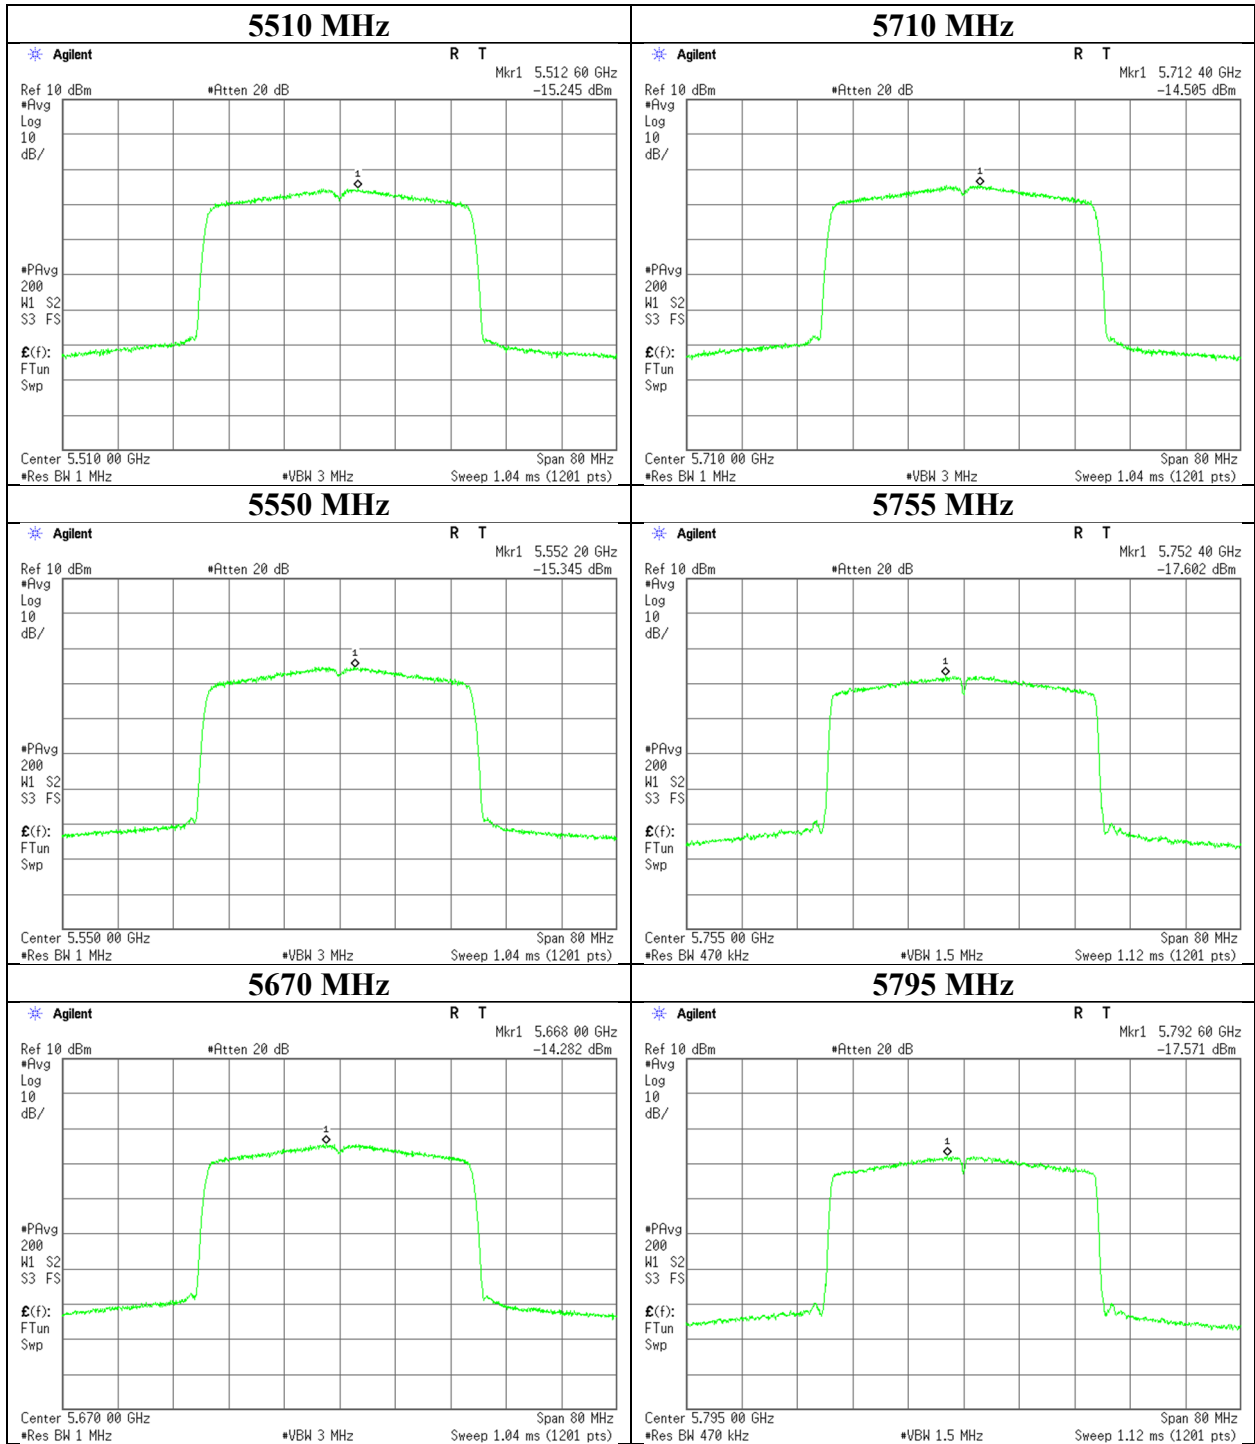 5510 MHz
Agilent R T
Mkr1 5.512 60 GHz
Ref 10 dBm #Atten 20 dB -15.245 dBm
#Avg
Log
10
dB/
1
#PAvg
200
W1 S2
S3 FS
£(f):
FTun
Swp
Center 5.510 00 GHz Span 80 MHz
#Res BW 1 MHz #VBW 3 MHz Sweep 1.04 ms (1201 pts)
5710 MHz
Agilent R T
Mkr1 5.712 40 GHz
Ref 10 dBm #Atten 20 dB -14.505 dBm
#Avg
Log
10
dB/
1
#PAvg
200
W1 S2
S3 FS
£(f):
FTun
Swp
Center 5.710 00 GHz Span 80 MHz
#Res BW 1 MHz #VBW 3 MHz Sweep 1.04 ms (1201 pts)
5550 MHz
Agilent R T
Mkr1 5.552 20 GHz
Ref 10 dBm #Atten 20 dB -15.345 dBm
#Avg
Log
10
dB/
1
#PAvg
200
W1 S2
S3 FS
£(f):
FTun
Swp
Center 5.550 00 GHz Span 80 MHz
#Res BW 1 MHz #VBW 3 MHz Sweep 1.04 ms (1201 pts)
5755 MHz
Agilent R T
Mkr1 5.752 40 GHz
Ref 10 dBm #Atten 20 dB -17.602 dBm
#Avg
Log
10
dB/
1
#PAvg
200
W1 S2
S3 FS
£(f):
FTun
Swp
Center 5.755 00 GHz Span 80 MHz
#Res BW 470 kHz #VBW 1.5 MHz Sweep 1.12 ms (1201 pts)
5670 MHz
Agilent R T
Mkr1 5.668 00 GHz
Ref 10 dBm #Atten 20 dB -14.282 dBm
#Avg
Log
10
dB/
1
#PAvg
200
W1 S2
S3 FS
£(f):
FTun
Swp
Center 5.670 00 GHz Span 80 MHz
#Res BW 1 MHz #VBW 3 MHz Sweep 1.04 ms (1201 pts)
5795 MHz
Agilent R T
Mkr1 5.792 60 GHz
Ref 10 dBm #Atten 20 dB -17.571 dBm
#Avg
Log
10
dB/
1
#PAvg
200
W1 S2
S3 FS
£(f):
FTun
Swp
Center 5.795 00 GHz Span 80 MHz
#Res BW 470 kHz #VBW 1.5 MHz Sweep 1.12 ms (1201 pts)